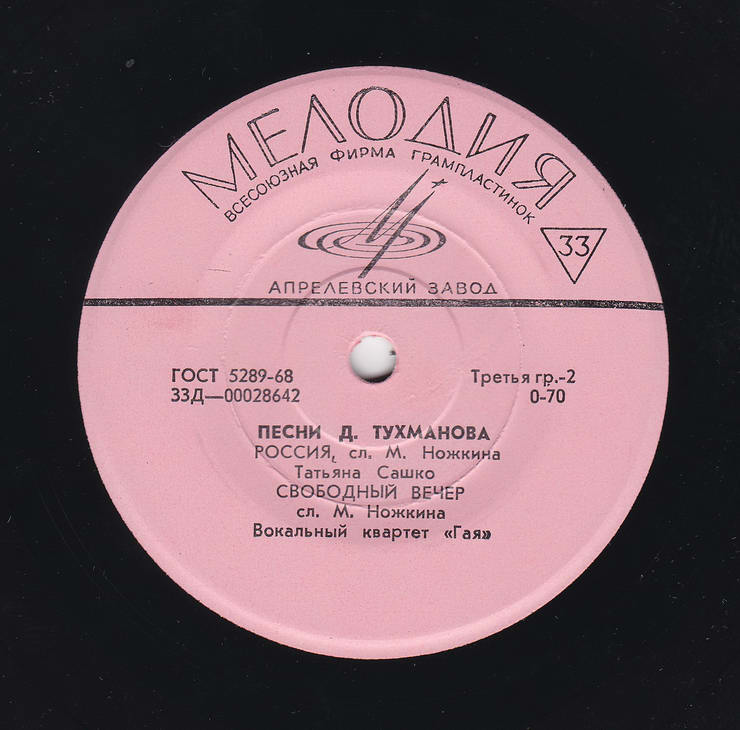 МЕЛОДИЯ
ВСЕСОЮЗНАЯ ФИРМА ГРАМПЛАСТИНОК
33
АПРЕЛЕВСКИЙ ЗАВОД
ГОСТ 5289-68
Третья гр.-2
33Д—00028642
0-70
ПЕСНИ Д. ТУХМАНОВА
РОССИЯ, сл. М. Ножкина
Татьяна Сашко
СВОБОДНЫЙ ВЕЧЕР
сл. М. Ножкина
Вокальный квартет «Гая»